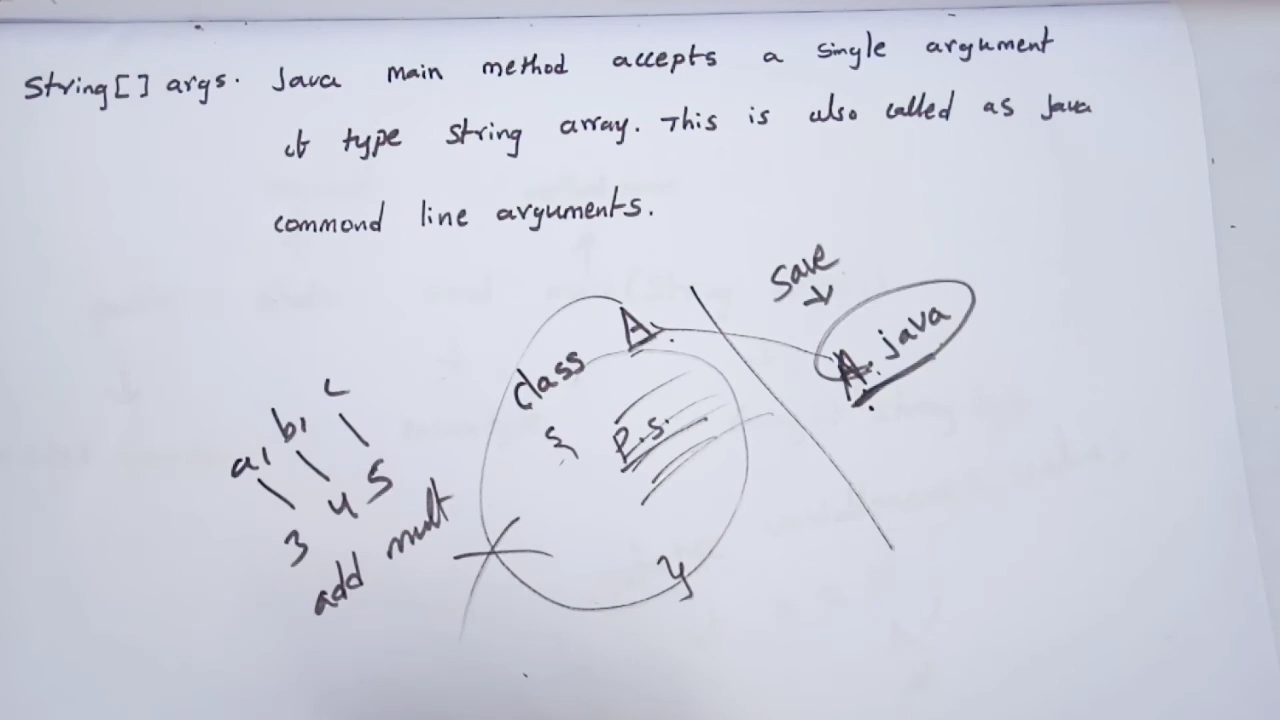 String[] args. Java main method accepts a single argument
of type string array. This is also called as Java
commond line arguments.
Save
A. java
class A.
{ P.S.
}
a, b, c
3 4 5
add mult